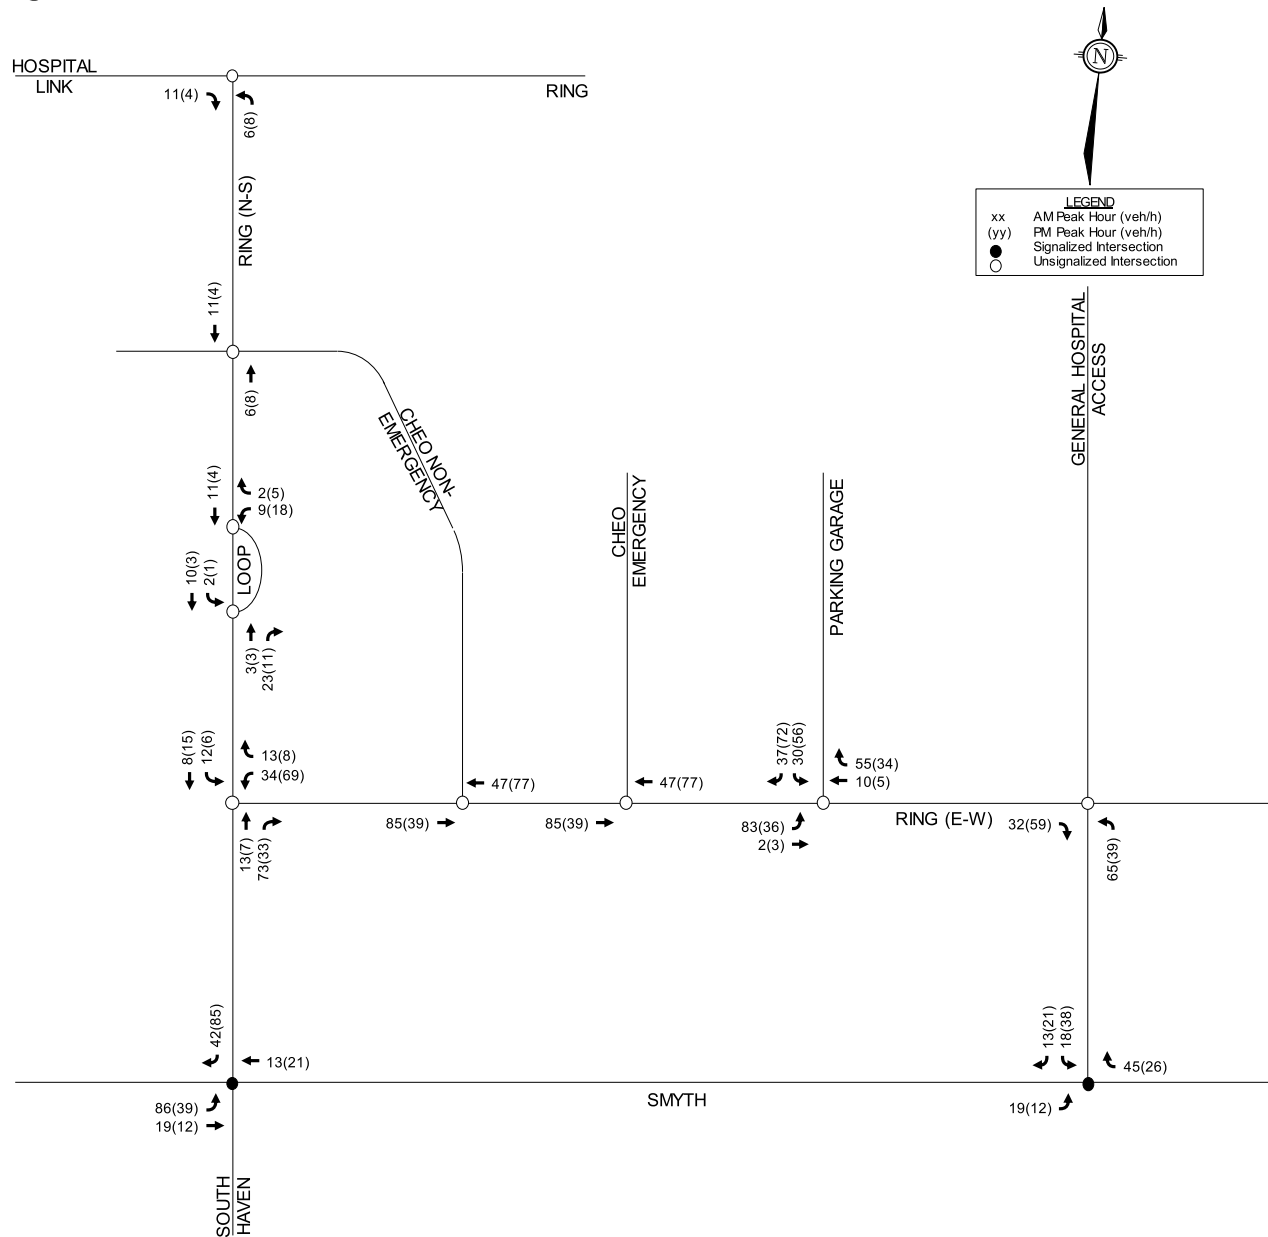 HOSPITAL
LINK
RING
N
11(4)
6(8)
RING (N-S)
LEGEND
xx AM Peak Hour (veh/h)
(yy) PM Peak Hour (veh/h)
Signalized Intersection
Unsignalized Intersection
11(4)
6(8)
GENERAL HOSPITAL
ACCESS
CHEO NON-
EMERGENCY
11(4)
2(5)
9(18)
CHEO
EMERGENCY
PARKING GARAGE
10(3)
2(1)
LOOP
3(3)
23(11)
8(15)
12(6)
13(8)
34(69)
47(77)
47(77)
37(72)
30(56)
55(34)
10(5)
13(7)
73(33)
85(39)
85(39)
83(36)
2(3)
RING (E-W)
32(59)
65(39)
42(85)
13(21)
13(21)
18(38)
45(26)
86(39)
19(12)
SMYTH
19(12)
SOUTH
HAVEN